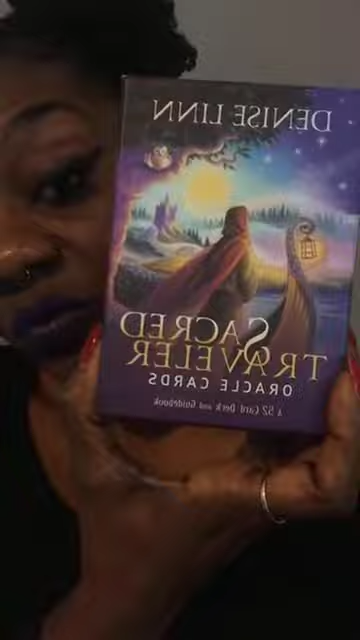 DENISE LINN
SACRED
TRAVELER
ORACLE CARDS
A 52 Card Deck and Guidebook